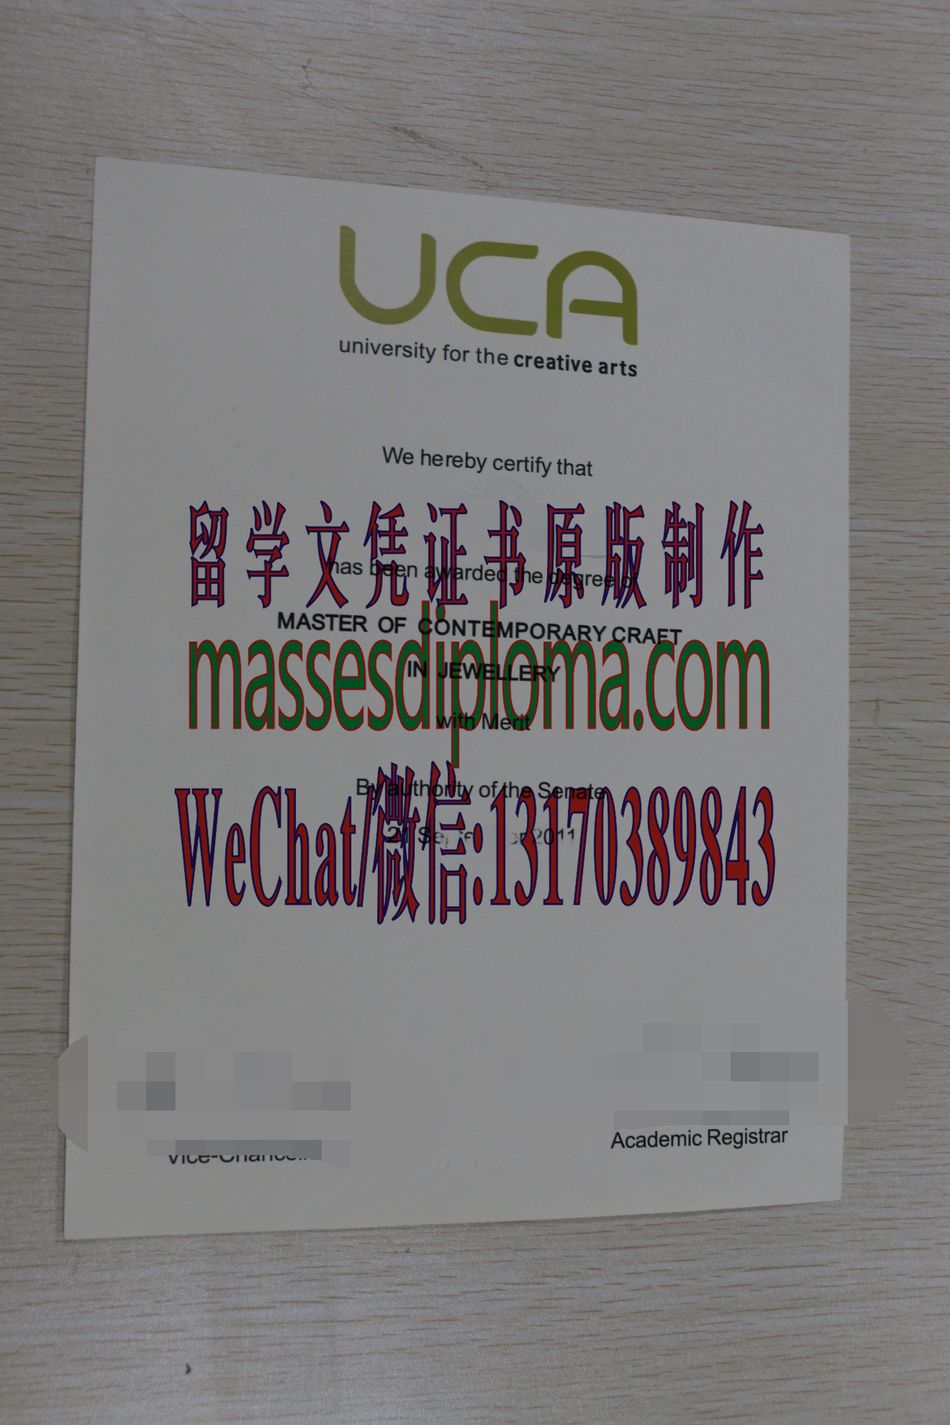 UCA
university for the creative arts
We hereby certify that
留学文凭证书原版制作
has been awarded the degree of
MASTER OF CONTEMPORARY CRAFT
massesdiploma.com
IN JEWELLERY
with Merit
By authority of the Senate
WeChat/微信:13170389843
21 2011
Academic Registrar